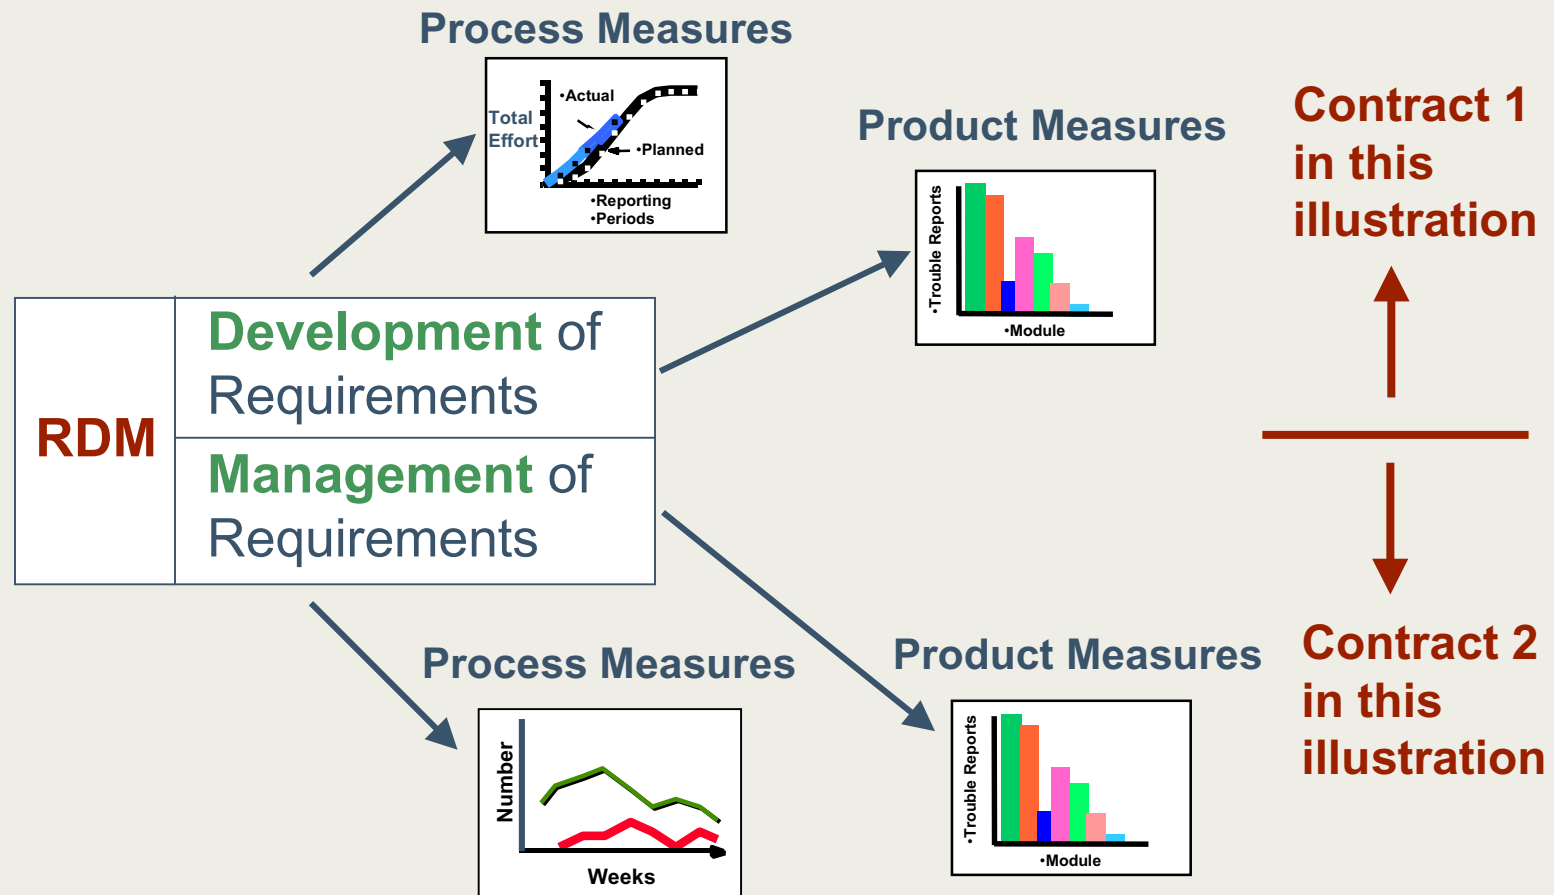 Process Measures
•Actual
Total
Effort
•Planned
•Reporting
•Periods
Product Measures
•Trouble Reports
•Module
Contract 1
in this
illustration
RDM
Development of
Requirements
Management of
Requirements
Process Measures
Number
Weeks
Product Measures
•Trouble Reports
•Module
Contract 2
in this
illustration